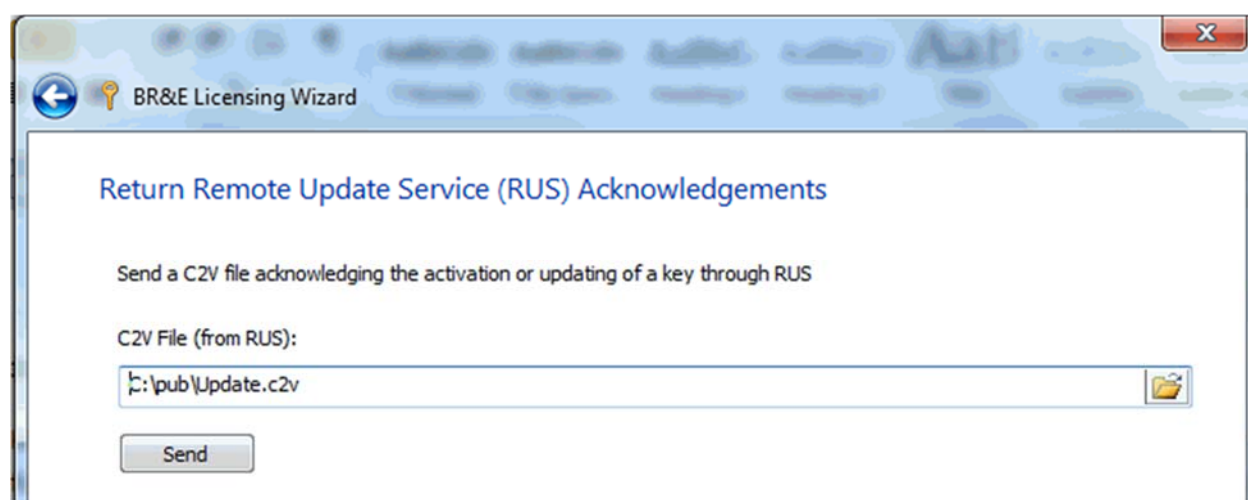 BR&E Licensing Wizard
Return Remote Update Service (RUS) Acknowledgements
Send a C2V file acknowledging the activation or updating of a key through RUS
C2V File (from RUS):
C:\pub\Update.c2v
Send